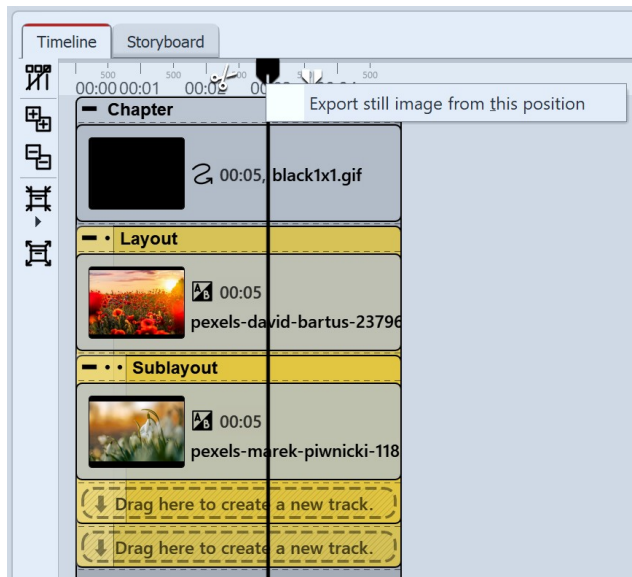 Timeline Storyboard
500 500 500
00:00 00:01
Export still image from this position
Chapter
00:05, black1x1.gif
Layout
A B 00:05
pexels-david-bartus-23796
Sublayout
A B 00:05
pexels-marek-piwnicki-118
Drag here to create a new track.
Drag here to create a new track.